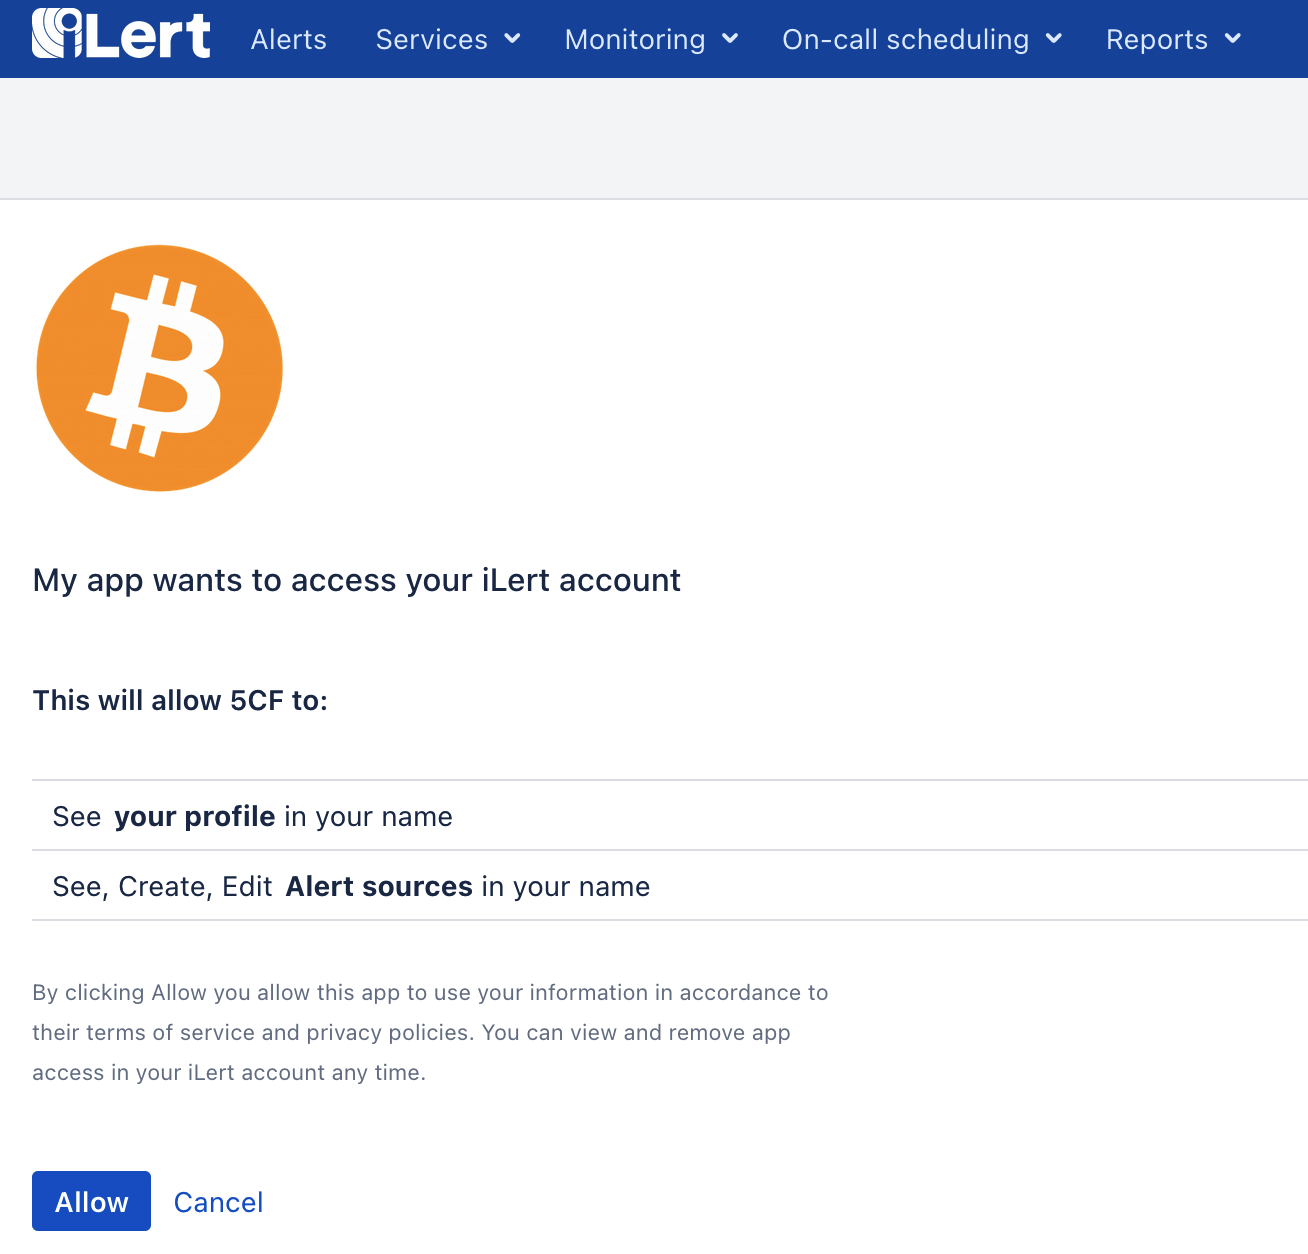 iLert Alerts Services Monitoring On-call scheduling Reports
My app wants to access your iLert account
This will allow 5CF to:
See your profile in your name
See, Create, Edit Alert sources in your name
By clicking Allow you allow this app to use your information in accordance to
their terms of service and privacy policies. You can view and remove app
access in your iLert account any time.
Allow Cancel